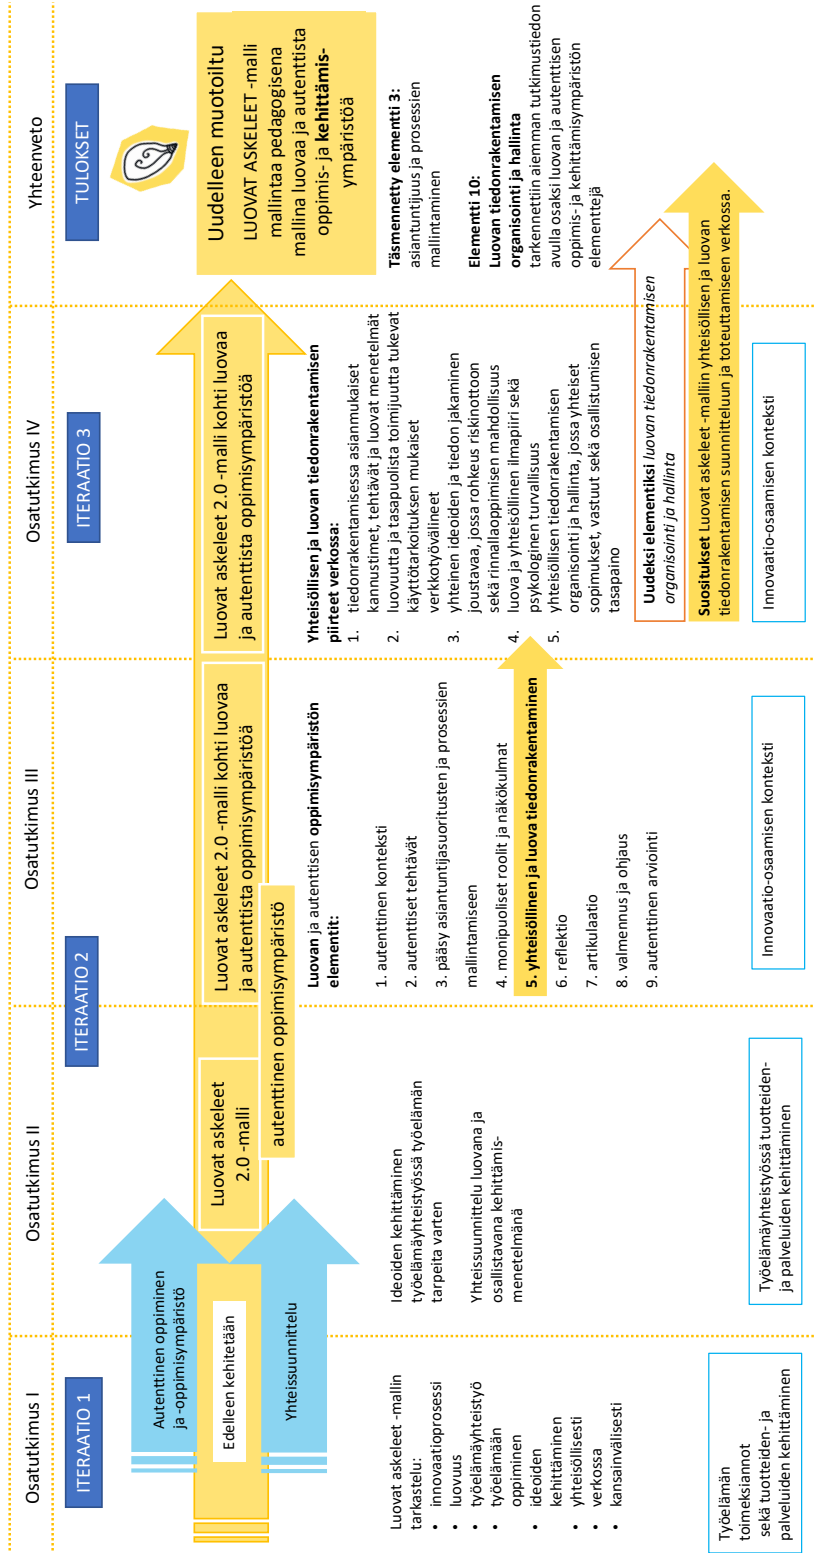 Osatutkimus I
Osatutkimus II
Osatutkimus III
Osatutkimus IV
Yhteenveto
ITERAATIO 1
ITERAATIO 2
ITERAATIO 3
TULOKSET
Autenttinen oppiminen
ja -oppimisympäristö
Edelleen kehitetään
Yhteissuunnittelu
Luovat askeleet
2.0 -malli
autenttinen oppimisympäristö
Luovat askeleet 2.0 -malli kohti luovaa
ja autenttista oppimisympäristöä
Luovat askeleet 2.0 -malli kohti luovaa
ja autenttista oppimisympäristöä
Uudelleen muotoiltu
LUOVAT ASKELEET -malli
mallintaa pedagogisena
mallina luovaa ja autenttista
oppimis- ja kehittämis-
ympäristöä
Luovat askeleet -mallin
tarkastelu:
• innovaatioprosessi
• luovuus
• työelämäyhteistyö
• työelämään
oppiminen
• ideoiden
kehittäminen
• yhteisöllisesti
• verkossa
• kansainvälisesti
Ideoiden kehittäminen
työelämäyhteistyössä työelämän
tarpeita varten
Yhteissuunnittelu luovana ja
osallistavana kehittämis-
menetelmänä
Luovan ja autenttisen oppimisympäristön
elementit:
1. autenttinen konteksti
2. autenttiset tehtävät
3. pääsy asiantuntijasuoritusten ja prosessien
mallintamiseen
4. monipuoliset roolit ja näkökulmat
5. yhteisöllinen ja luova tiedonrakentaminen
6. reflektio
7. artikulaatio
8. valmennus ja ohjaus
9. autenttinen arviointi
Yhteisöllisen ja luovan tiedonrakentamisen
piirteet verkossa:
1. tiedonrakentamisessa asianmukaiset
kannustimet, tehtävät ja luovat menetelmät
2. luovuutta ja tasapuolista toimijuutta tukevat
käyttötarkoituksen mukaiset
verkkotyövälineet
3. yhteinen ideoiden ja tiedon jakaminen
joustavaa, jossa rohkeus riskinottoon
sekä rinnallaoppimisen mahdollisuus
4. luova ja yhteisöllinen ilmapiiri sekä
psykologinen turvallisuus
5. yhteisöllisen tiedonrakentamisen
organisointi ja hallinta, jossa yhteiset
sopimukset, vastuut sekä osallistumisen
tasapaino
Täsmennetty elementti 3:
asiantuntijuus ja prosessien
mallintaminen
Elementti 10:
Luovan tiedonrakentamisen
organisointi ja hallinta
tarkennettiin aiemman tutkimustiedon
avulla osaksi luovan ja autenttisen
oppimis- ja kehittämisympäristön
elementtejä
Uudeksi elementiksi luovan tiedonrakentamisen
organisointi ja hallinta
Suositukset Luovat askeleet -malliin yhteisöllisen ja luovan
tiedonrakentamisen suunnitteluun ja toteuttamiseen verkossa.
Työelämän
toimeksiannot
sekä tuotteiden- ja
palveluiden kehittäminen
Työelämäyhteistyössä tuotteiden-
ja palveluiden kehittäminen
Innovaatio-osaamisen konteksti
Innovaatio-osaamisen konteksti